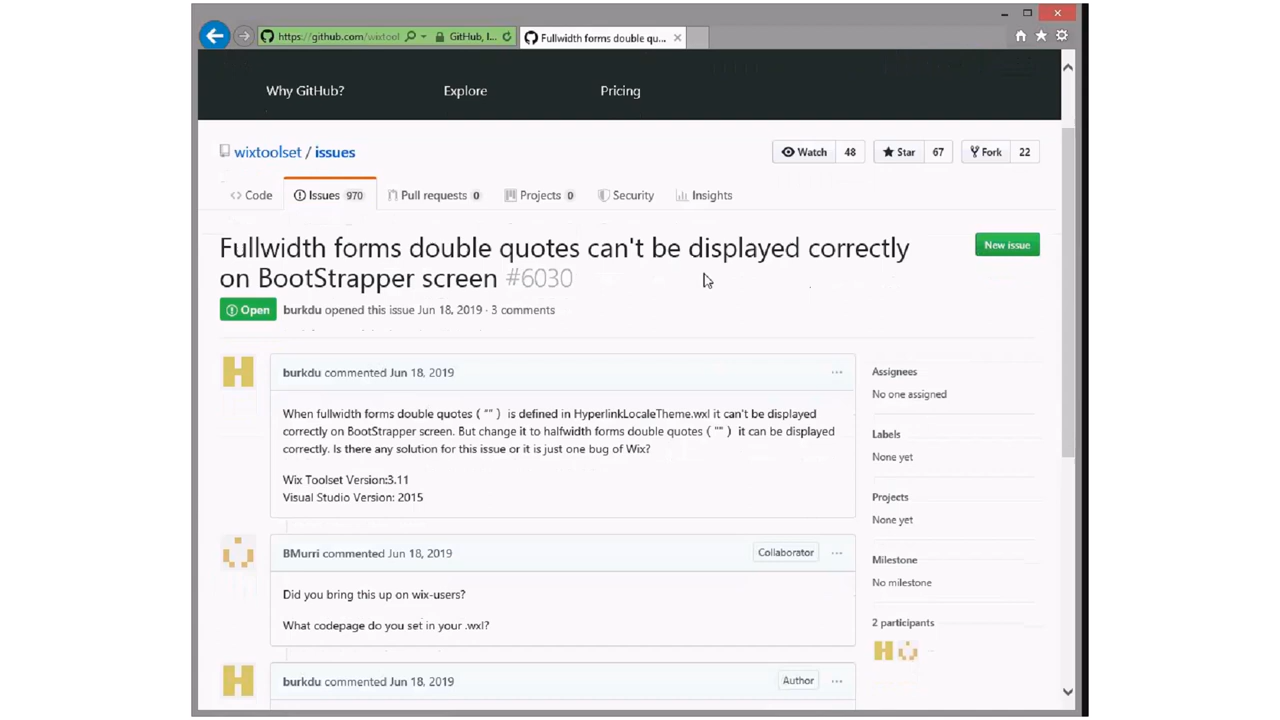 https://github.com/wixtool
GitHub, I...
Fullwidth forms double qu...
Why GitHub?
Explore
Pricing
wixtoolset / issues
Watch 48
Star 67
Fork 22
<> Code
Issues 970
Pull requests 0
Projects 0
Security
Insights
Fullwidth forms double quotes can't be displayed correctly
on BootStrapper screen #6030
New issue
Open
burkdu opened this issue Jun 18, 2019 · 3 comments
burkdu commented Jun 18, 2019
When fullwidth forms double quotes ( "" ) is defined in HyperlinkLocaleTheme.wxl it can't be displayed
correctly on BootStrapper screen. But change it to halfwidth forms double quotes ( "" ) it can be displayed
correctly. Is there any solution for this issue or it is just one bug of Wix?
Wix Toolset Version:3.11
Visual Studio Version: 2015
BMurri commented Jun 18, 2019
Collaborator
Did you bring this up on wix-users?
What codepage do you set in your .wxl?
burkdu commented Jun 18, 2019
Author
Assignees
No one assigned
Labels
None yet
Projects
None yet
Milestone
No milestone
2 participants